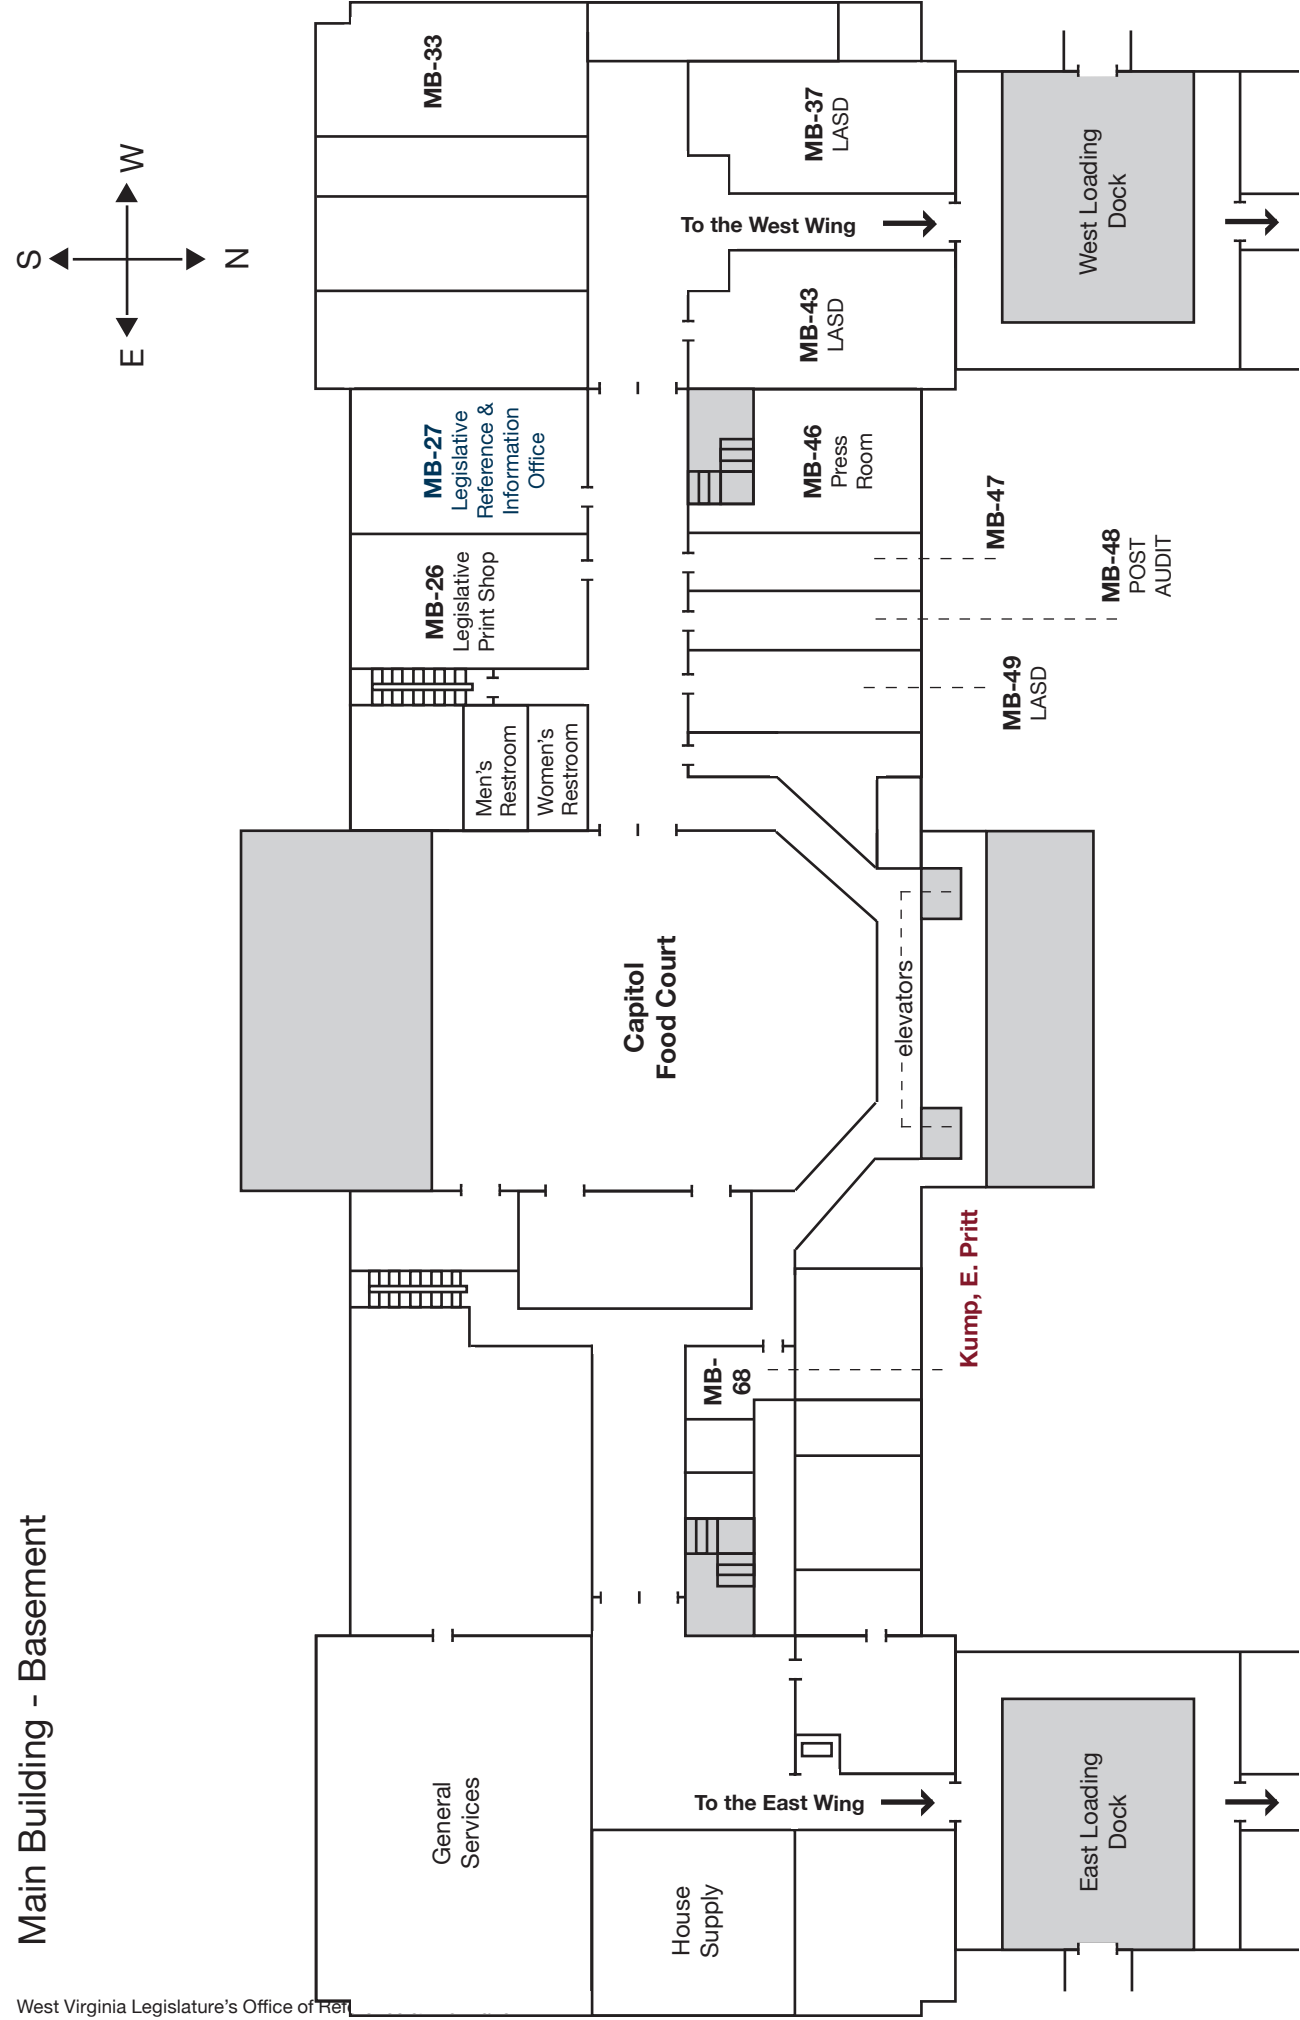 Main Building - Basement
S
E
W
N
MB-33
MB-37
LASD
To the West Wing
West Loading
Dock
MB-43
LASD
MB-27
Legislative
Reference &
Information
Office
MB-46
Press
Room
MB-26
Legislative
Print Shop
MB-47
MB-48
POST
AUDIT
MB-49
LASD
Men's
Restroom
Women's
Restroom
Capitol
Food Court
elevators
MB-
68
Kump, E. Pritt
General
Services
To the East Wing
House
Supply
East Loading
Dock
West Virginia Legislature's Office of